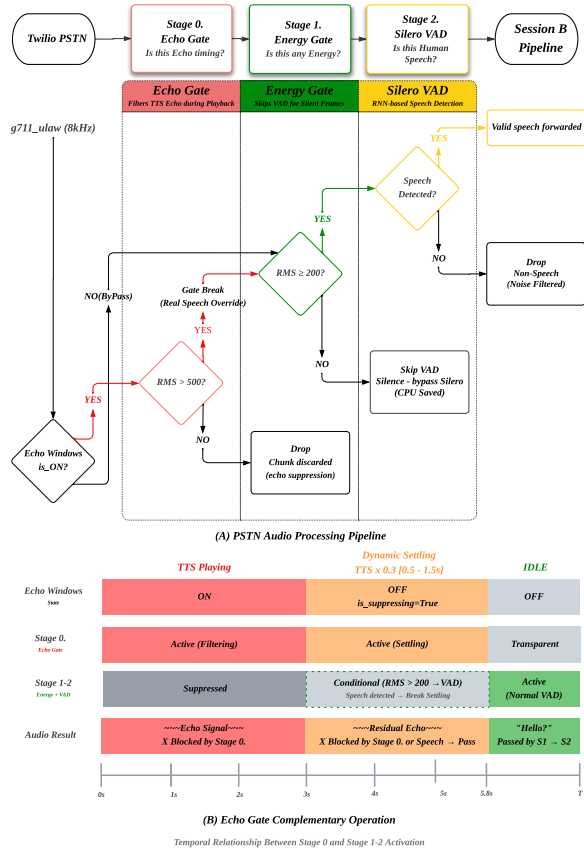 Twilio PSTN
Stage 0.
Echo Gate
Is this Echo timing?
Stage 1.
Energy Gate
Is this any Energy?
Stage 2.
Silero VAD
Is this Human
Speech?
Session B
Pipeline
Echo Gate
Filters TTS Echo during Playback
Energy Gate
Skips VAD for Silent Frames
Silero VAD
RNN-based Speech Detection
g711_ulaw (8kHz)
Valid speech forwarded
YES
Speech
Detected?
YES
NO
RMS ≥ 200?
Drop
Non-Speech
(Noise Filtered)
NO(ByPass)
Gate Break
(Real Speech Override)
YES
NO
Skip VAD
Silence - bypass Silero
(CPU Saved)
RMS > 500?
YES
NO
Echo Windows
is_ON?
Drop
Chunk discarded
(echo suppression)
(A) PSTN Audio Processing Pipeline
TTS Playing
Dynamic Settling
TTS x 0.3 [0.5 - 1.5s]
IDLE
Echo Windows
State
ON
OFF
is_suppressing=True
OFF
Stage 0.
Echo Gate
Active (Filtering)
Active (Settling)
Transparent
Stage 1-2
Energy + VAD
Suppressed
Conditional (RMS > 200 →VAD)
Speech detected → Break Settling
Active
(Normal VAD)
Audio Result
~~~Echo Signal~~~
X Blocked by Stage 0.
~~~Residual Echo~~~
X Blocked by Stage 0. or Speech → Pass
"Hello?"
Passed by S1 → S2
0s
1s
2s
3s
4s
5s
5.8s
T
(B) Echo Gate Complementary Operation
Temporal Relationship Between Stage 0 and Stage 1-2 Activation